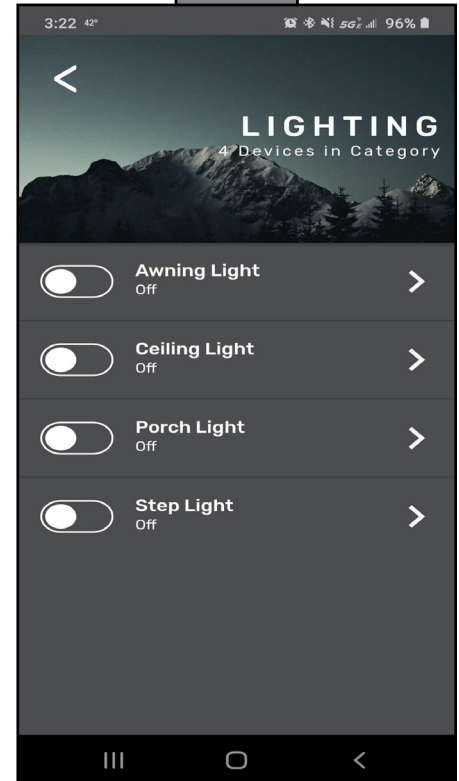 3:22 42° 5G 96%
LIGHTING
4 Devices in Category
Awning Light
Off
Ceiling Light
Off
Porch Light
Off
Step Light
Off